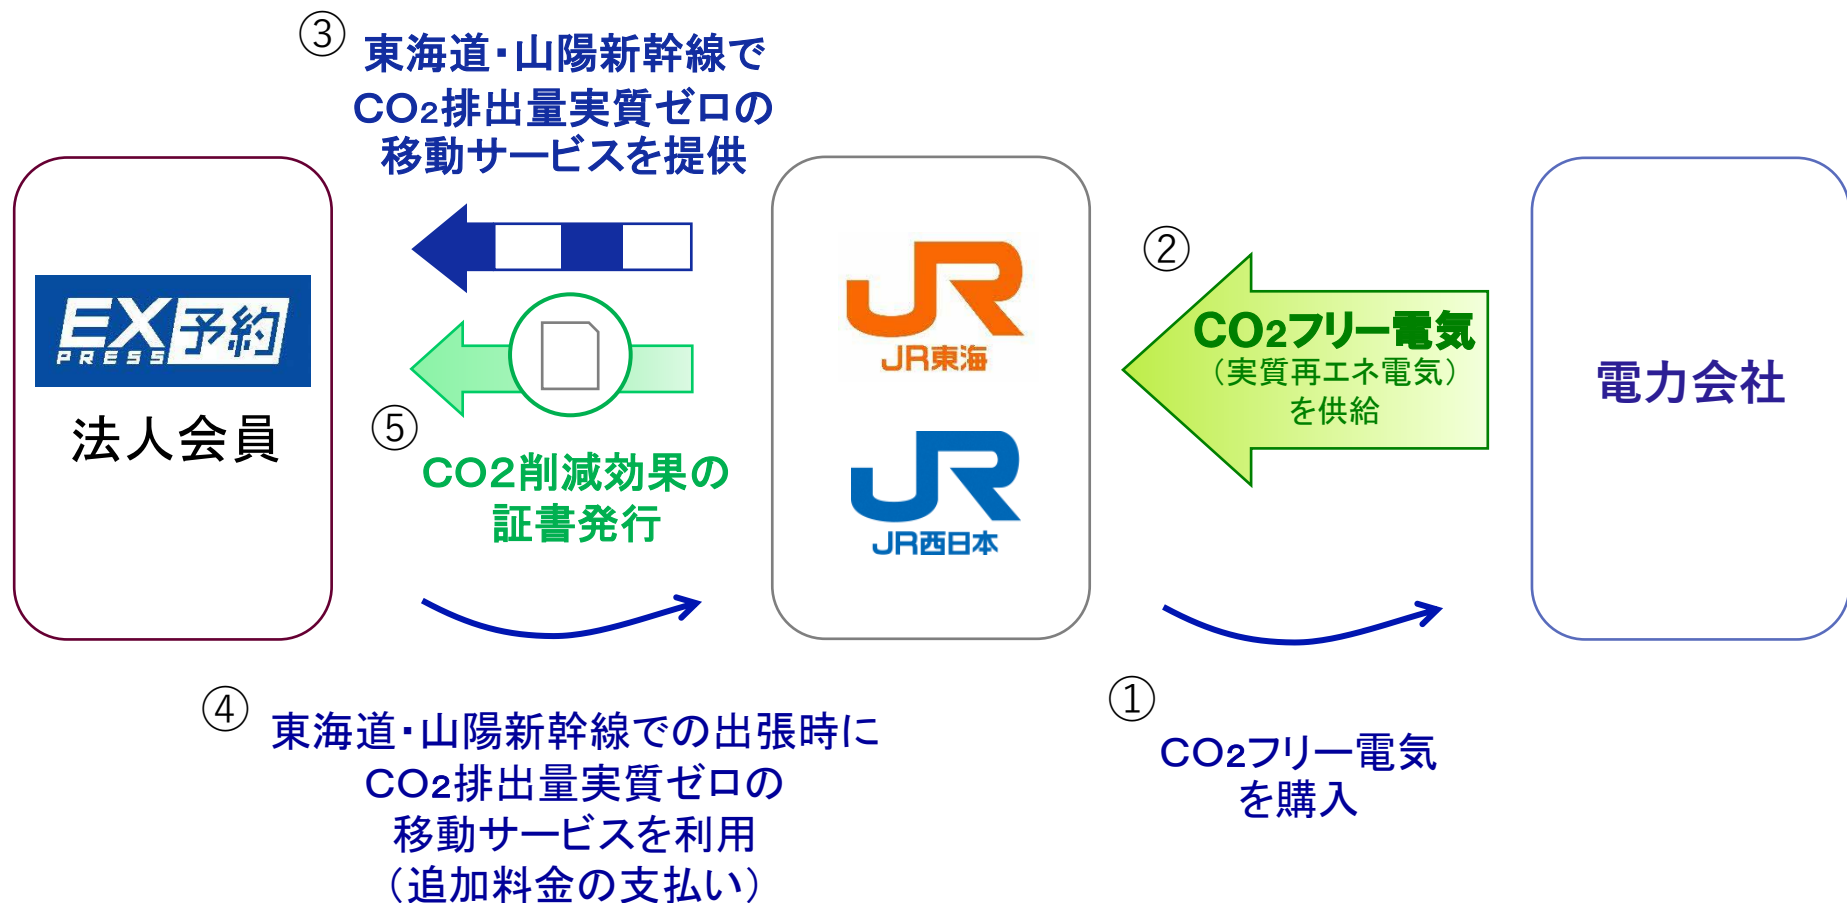 ③
東海道・山陽新幹線で
CO2排出量実質ゼロの
移動サービスを提供
EX予約
PRESS
法人会員
⑤
CO2削減効果の
証書発行
JR
JR東海
JR
JR西日本
②
CO2フリー電気
（実質再エネ電気）
を供給
電力会社
④
東海道・山陽新幹線での出張時に
CO2排出量実質ゼロの
移動サービスを利用
（追加料金の支払い）
①
CO2フリー電気
を購入